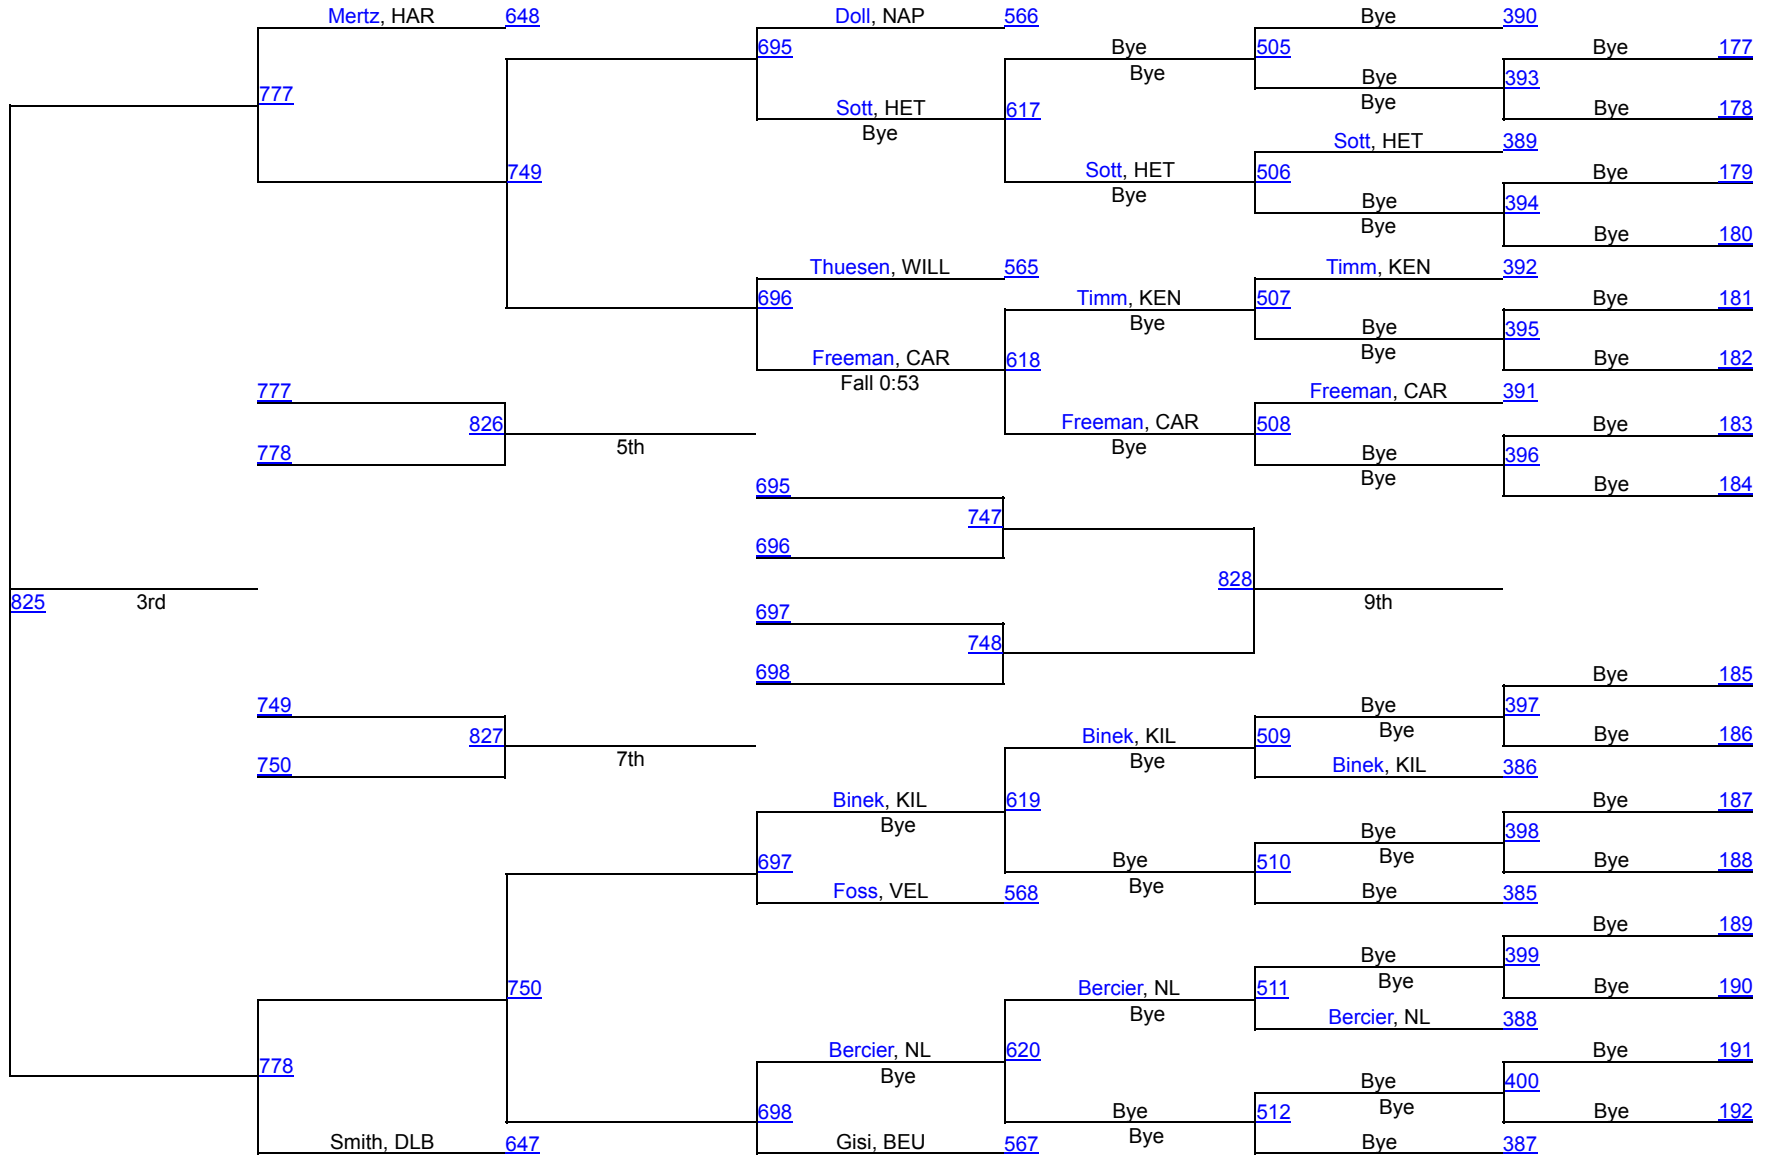 Mertz, HAR 648 Doll, NAP 566 Bye 390
695 Bye 505 Bye 177
Bye Bye 393
777 Sott, HET 617 Bye 178
Bye Sott, HET 389
749 Sott, HET 506 Bye 179
Bye Bye 394
Bye Bye 180
Thuesen, WILL 565 Timm, KEN 392
696 Timm, KEN 507 Bye 181
Bye Bye 395
Freeman, CAR 618 Bye Bye 182
Fall 0:53
777 Freeman, CAR 391
826 Freeman, CAR 508 Bye 183
778 5th Bye Bye 396
695 Bye Bye 184
747
696
828
825 3rd 9th
697
748
698 Bye 185
749 Bye 397
827 Binek, KIL 509 Bye Bye 186
750 7th Bye Binek, KIL 386
Binek, KIL 619 Bye 187
Bye Bye 398
697 Bye 510 Bye Bye 188
Foss, VEL 568 Bye Bye 385
Bye 189
Bye 399
750 Bercier, NL 511 Bye Bye 190
Bye Bercier, NL 388
778 Bercier, NL 620 Bye 191
Bye Bye 400
698 Bye 512 Bye Bye 192
Smith, DLB 647 Gisi, BEU 567 Bye Bye 387